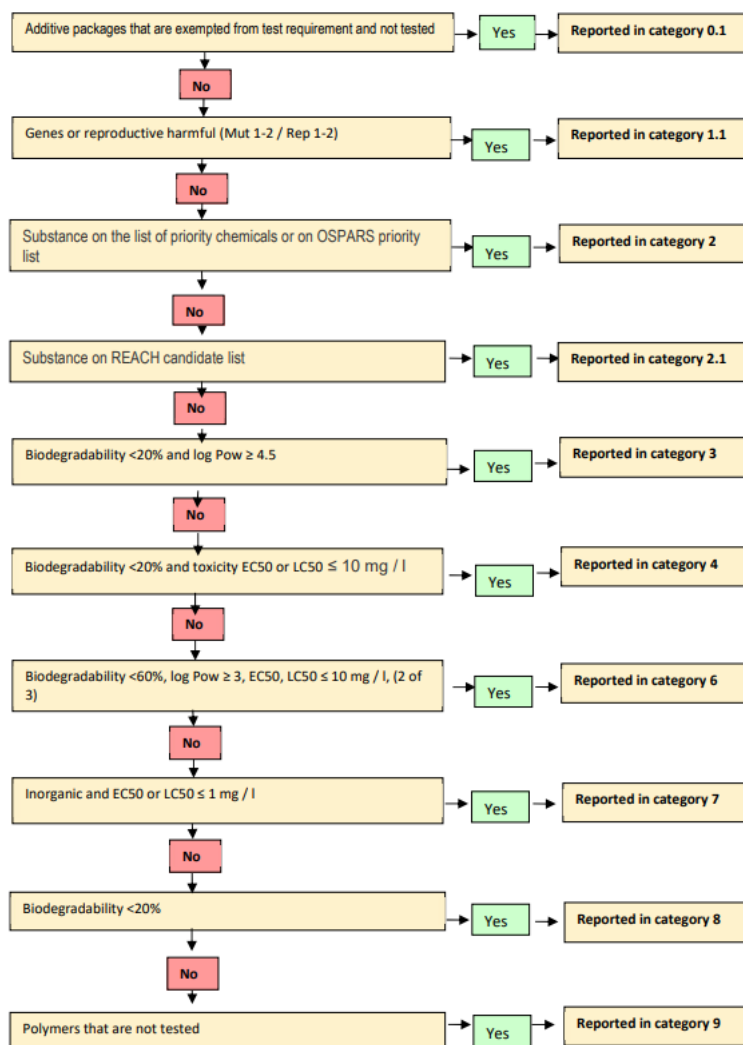 Additive packages that are exempted from test requirement and not tested
Yes
Reported in category 0.1
No
Genes or reproductive harmful (Mut 1-2 / Rep 1-2)
Yes
Reported in category 1.1
No
Substance on the list of priority chemicals or on OSPARS priority
list
Yes
Reported in category 2
No
Substance on REACH candidate list
Yes
Reported in category 2.1
No
Biodegradability <20% and log Pow ≥ 4.5
Yes
Reported in category 3
No
Biodegradability <20% and toxicity EC50 or LC50 ≤ 10 mg / l
Yes
Reported in category 4
No
Biodegradability <60%, log Pow ≥ 3, EC50, LC50 ≤ 10 mg / l, (2 of
3)
Yes
Reported in category 6
No
Inorganic and EC50 or LC50 ≤ 1 mg / l
Yes
Reported in category 7
No
Biodegradability <20%
Yes
Reported in category 8
No
Polymers that are not tested
Yes
Reported in category 9